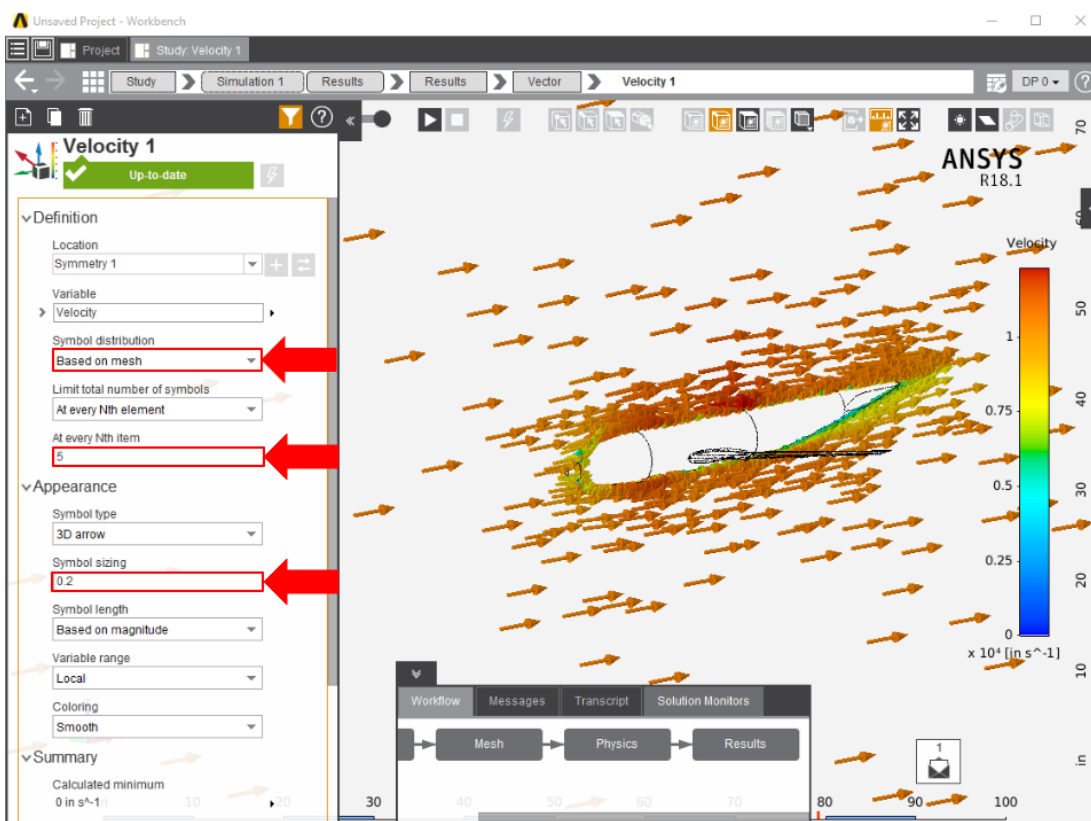 Unsaved Project - Workbench
Project
Study: Velocity 1
Study
Simulation 1
Results
Results
Vector
Velocity 1
DP 0
Velocity 1
Up-to-date
Definition
Location
Symmetry 1
Variable
Velocity
Symbol distribution
Based on mesh
Limit total number of symbols
At every Nth element
At every Nth item
5
Appearance
Symbol type
3D arrow
Symbol sizing
0.2
Symbol length
Based on magnitude
Variable range
Local
Coloring
Smooth
Summary
Calculated minimum
0 in s^-1
ANSYS
R18.1
Velocity
1
0.75
0.5
0.25
0
x 10⁴ [in s^-1]
70
50
40
30
20
10
in
Workflow
Messages
Transcript
Solution Monitors
Mesh
Physics
Results
1
10
20
30
40
50
60
70
80
90
100